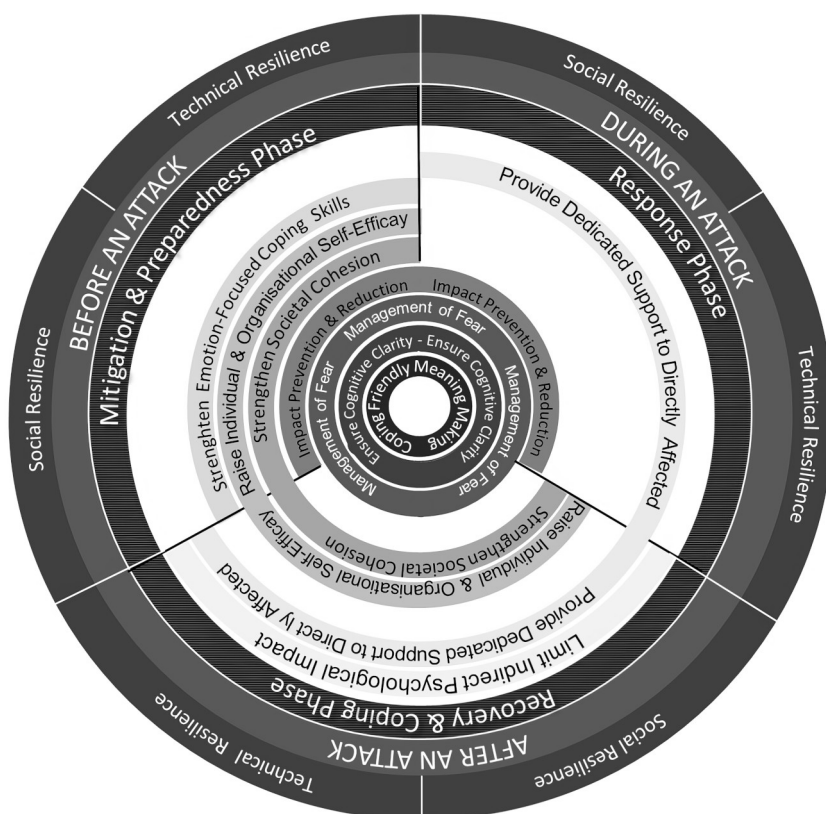 Technical Resilience
Social Resilience
BEFORE AN ATTACK
Mitigation & Preparedness Phase
Strenghten Emotion-Focused Coping Skills
Raise Individual & Organisational Self-Efficay
Strengthen Societal Cohesion
Impact Prevention & Reduction
Social Resilience
Technical Resilience
DURING AN ATTACK
Response Phase
Provide Dedicated Support to Directly Affected
Impact Prevention & Reduction
Management of Fear
Management of Fear
Management of Fear
Ensure Cognitive Clarity - Ensure Cognitive Clarity
Coping Friendly Meaning Making
Strengthen Societal Cohesion
Raise Individual & Organisational Self-Efficay
Provide Dedicated Support to Directly Affected
Limit Indirect Psychological Impact
Recovery & Coping Phase
AFTER AN ATTACK
Social Resilience
Technical Resilience